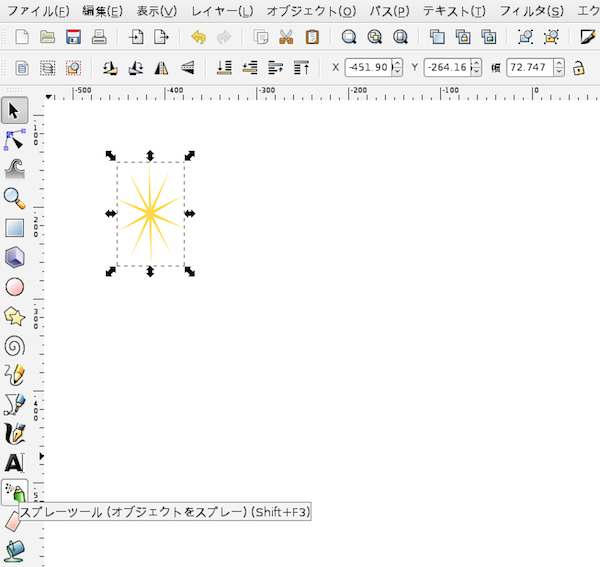 ファイル(F) 編集(E) 表示(V) レイヤー(L) オブジェクト(O) パス(P) テキスト(T) フィルタ(S) エク
X -451.90 Y -264.16 幅 72.747
-500 -400 -300 -200 -100 0
100
200
300
400
A
スプレーツール (オブジェクトをスプレー) (Shift+F3)